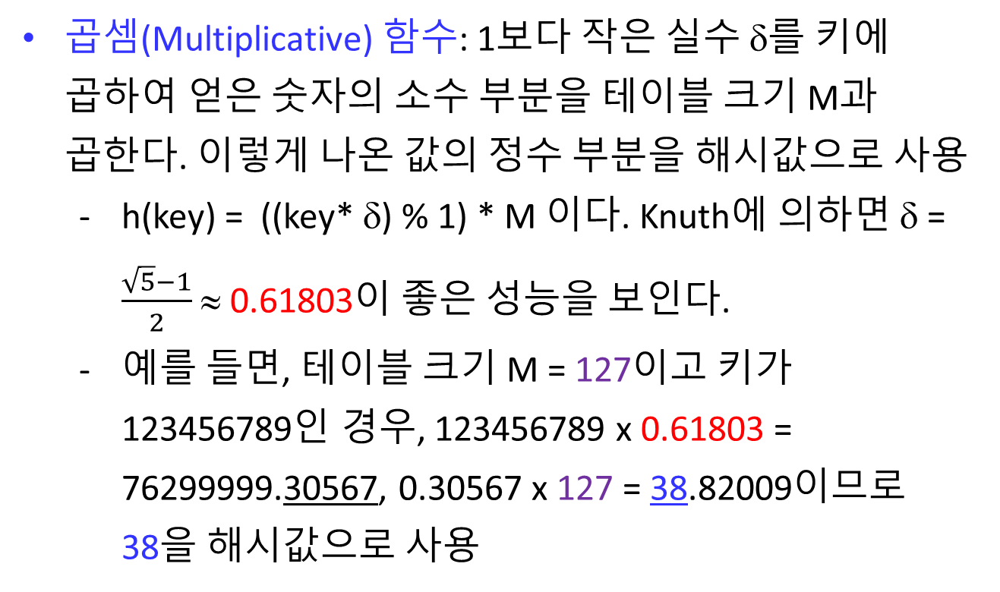 • 곱셈(Multiplicative) 함수: 1보다 작은 실수 δ를 키에
곱하여 얻은 숫자의 소수 부분을 테이블 크기 M과
곱한다. 이렇게 나온 값의 정수 부분을 해시값으로 사용
- h(key) = ((key* δ) % 1) * M 이다. Knuth에 의하면 δ =
(√5−1)/2 ≈ 0.61803이 좋은 성능을 보인다.
- 예를 들면, 테이블 크기 M = 127이고 키가
123456789인 경우, 123456789 x 0.61803 =
76299999.30567, 0.30567 x 127 = 38.82009이므로
38을 해시값으로 사용